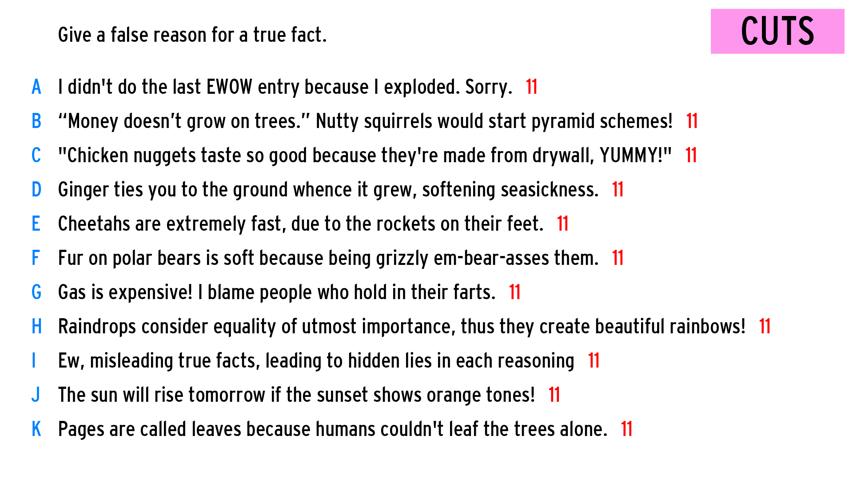 Give a false reason for a true fact.
CUTS
A I didn't do the last EWOW entry because I exploded. Sorry. 11
B “Money doesn’t grow on trees.” Nutty squirrels would start pyramid schemes! 11
C "Chicken nuggets taste so good because they're made from drywall, YUMMY!" 11
D Ginger ties you to the ground whence it grew, softening seasickness. 11
E Cheetahs are extremely fast, due to the rockets on their feet. 11
F Fur on polar bears is soft because being grizzly em-bear-asses them. 11
G Gas is expensive! I blame people who hold in their farts. 11
H Raindrops consider equality of utmost importance, thus they create beautiful rainbows! 11
I Ew, misleading true facts, leading to hidden lies in each reasoning 11
J The sun will rise tomorrow if the sunset shows orange tones! 11
K Pages are called leaves because humans couldn't leaf the trees alone. 11